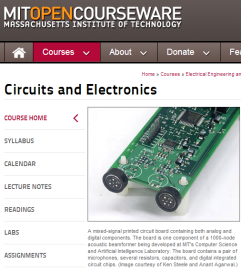 MITOPENCOURSEWARE
MASSACHUSETTS INSTITUTE OF TECHNOLOGY
Courses
About
Donate
Fea
Home » Courses » Electrical Engineering an
Circuits and Electronics
COURSE HOME
SYLLABUS
CALENDAR
LECTURE NOTES
READINGS
LABS
ASSIGNMENTS
A mixed-signal printed circuit board containing both analog and
digital components. The board is one component of a 1000-node
acoustic beamformer being developed at MIT's Computer Science
and Artificial Intelligence Laboratory. The board contains a pair of
microphones, several resistors, capacitors, and digital integrated
circuit chips. (Image courtesy of Ken Steele and Anant Agarwal.)